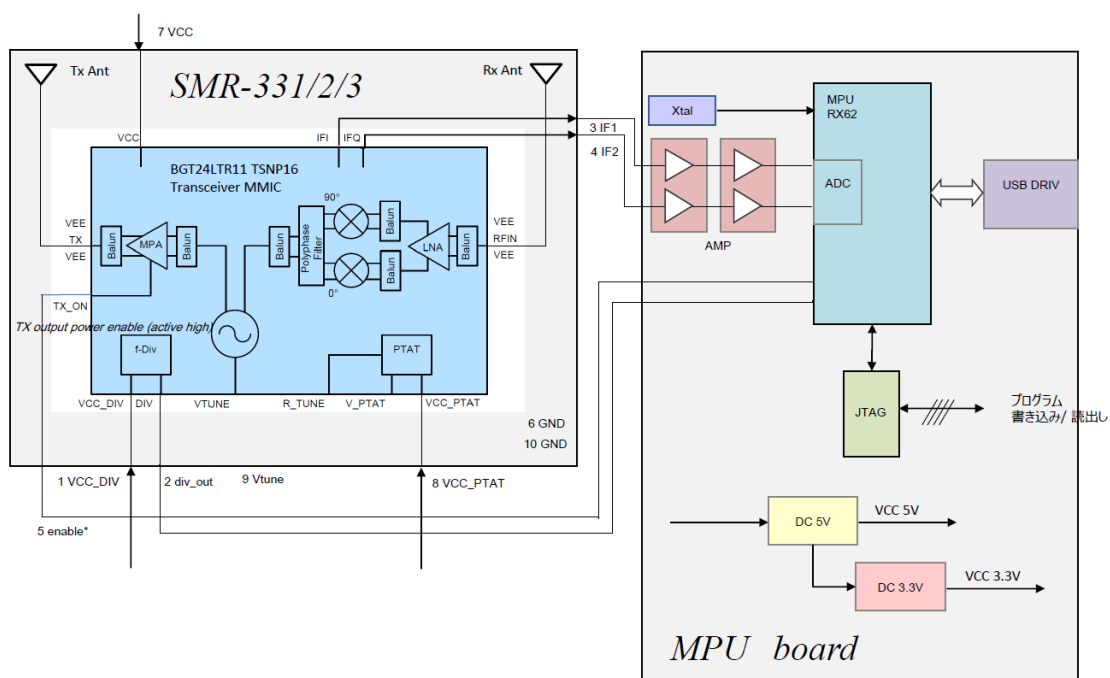 7 VCC
Tx Ant
SMR-331/2/3
Rx Ant
VCC
IFI
IFQ
3 IF1
4 IF2
BGT24LTR11 TSNP16
Transceiver MMIC
90°
0°
VEE
TX
VEE
Balun
MPA
Balun
Balun
Polyphase
Filter
Balun
Balun
LNA
Balun
VEE
RFIN
VEE
TX_ON
TX output power enable (active high)
f-Div
PTAT
VCC_DIV
DIV
VTUNE
R_TUNE
V_PTAT
VCC_PTAT
6 GND
10 GND
1 VCC_DIV
2 div_out
9 Vtune
8 VCC_PTAT
5 enable*
Xtal
MPU
RX62
ADC
AMP
USB DRIV
JTAG
プログラム
書き込み/ 読出し
DC 5V
VCC 5V
DC 3.3V
VCC 3.3V
MPU board